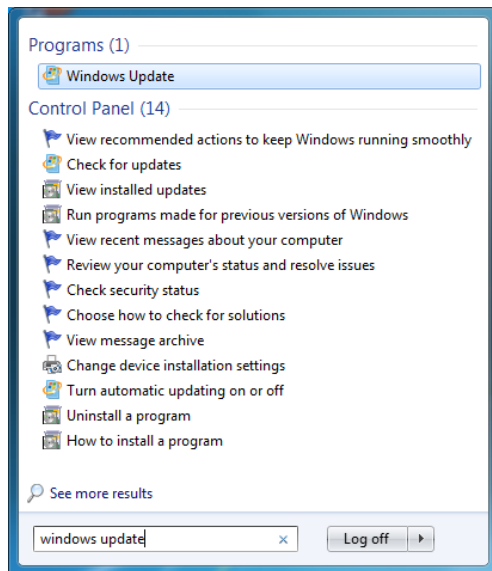 Programs (1)
Windows Update
Control Panel (14)
View recommended actions to keep Windows running smoothly
Check for updates
View installed updates
Run programs made for previous versions of Windows
View recent messages about your computer
Review your computer's status and resolve issues
Check security status
Choose how to check for solutions
View message archive
Change device installation settings
Turn automatic updating on or off
Uninstall a program
How to install a program
See more results
windows update
Log off